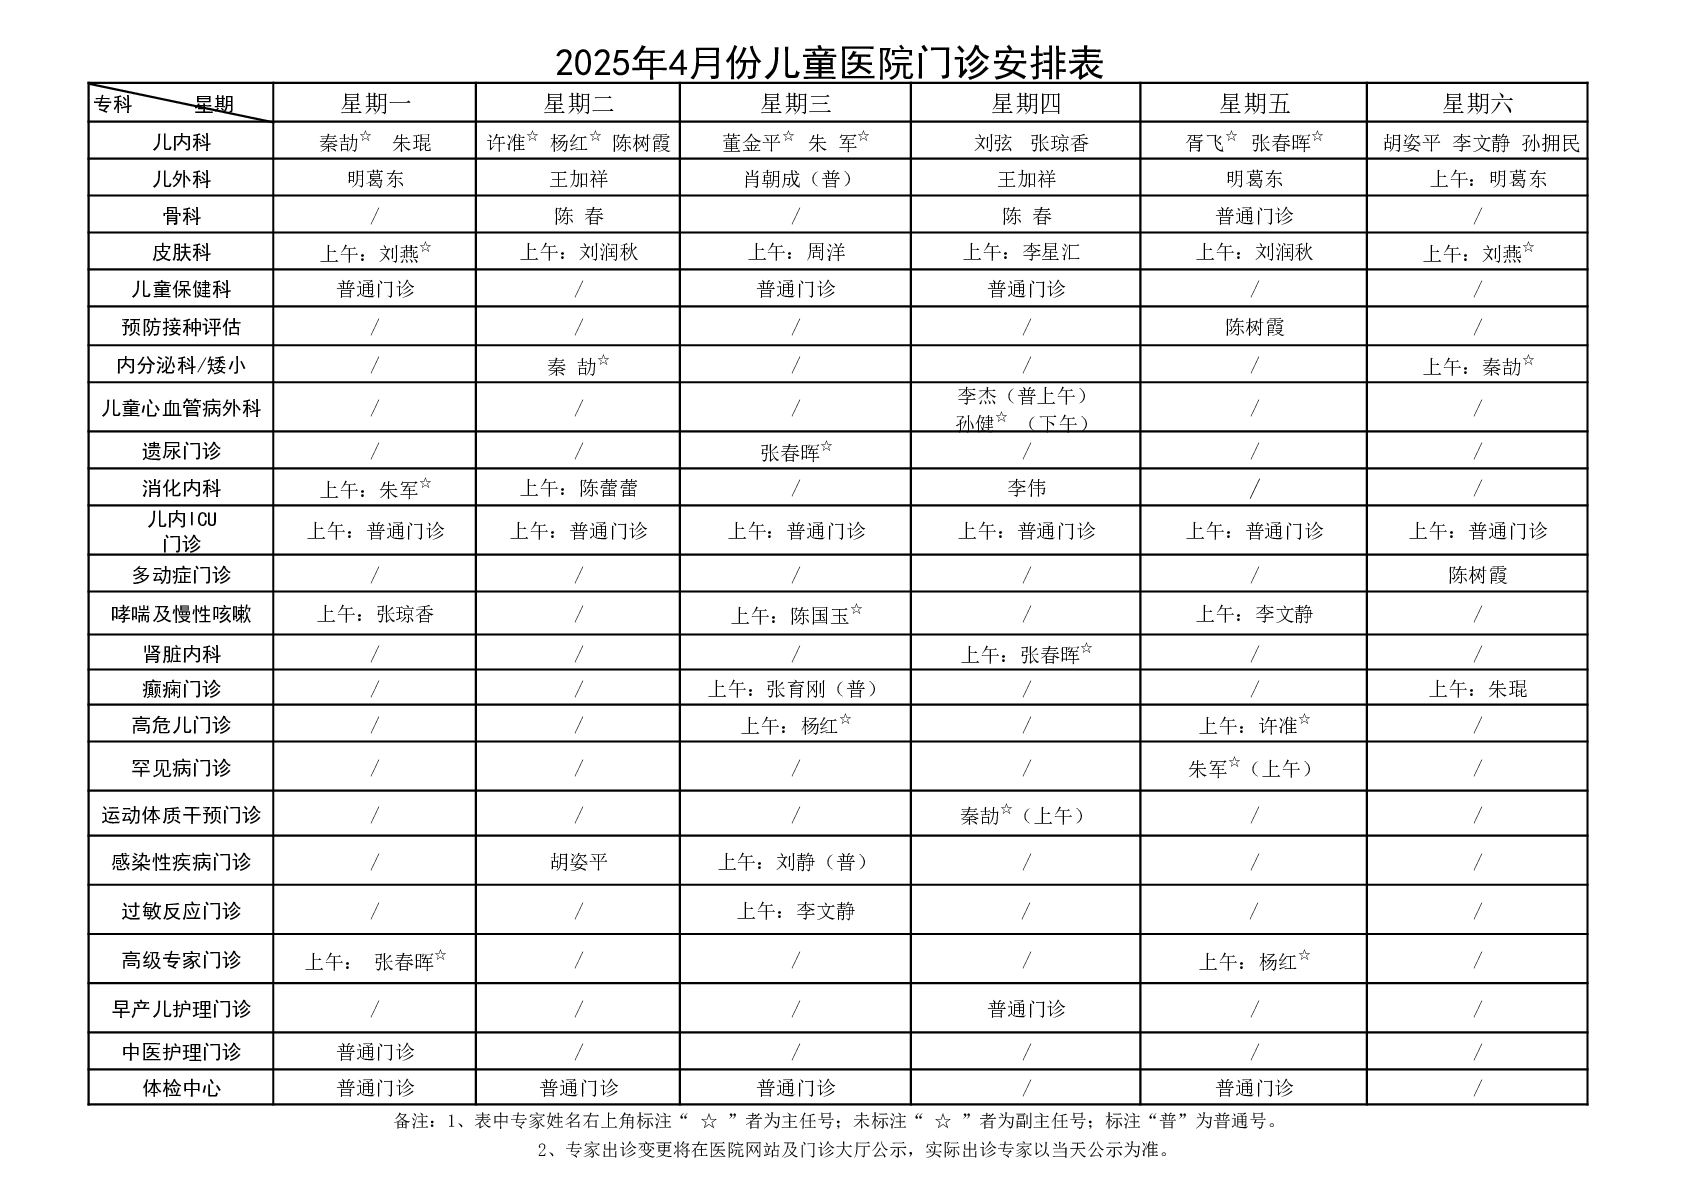 2025年4月份儿童医院门诊安排表
专科 星期 星期一 星期二 星期三 星期四 星期五 星期六
儿内科 秦劼☆ 朱琨 许准☆ 杨红☆ 陈树霞 董金平☆ 朱 军☆ 刘弦 张琼香 胥飞☆ 张春晖☆ 胡姿平 李文静 孙拥民
儿外科 明葛东 王加祥 肖朝成（普） 王加祥 明葛东 上午：明葛东
骨科 / 陈 春 / 陈 春 普通门诊 /
皮肤科 上午：刘燕☆ 上午：刘润秋 上午：周洋 上午：李星汇 上午：刘润秋 上午：刘燕☆
儿童保健科 普通门诊 / 普通门诊 普通门诊 / /
预防接种评估 / / / / 陈树霞 /
内分泌科/矮小 / 秦 劼☆ / / / 上午：秦劼☆
儿童心血管病外科 / / / 李杰（普上午） / /
孙健☆ （下午）
遗尿门诊 / / 张春晖☆ / / /
消化内科 上午：朱军☆ 上午：陈蕾蕾 / 李伟 / /
儿内ICU
门诊 上午：普通门诊 上午：普通门诊 上午：普通门诊 上午：普通门诊 上午：普通门诊 上午：普通门诊
多动症门诊 / / / / / 陈树霞
哮喘及慢性咳嗽 上午：张琼香 / 上午：陈国玉☆ / 上午：李文静 /
肾脏内科 / / / 上午：张春晖☆ / /
癫痫门诊 / / 上午：张育刚（普） / / 上午：朱琨
高危儿门诊 / / 上午：杨红☆ / 上午：许准☆ /
罕见病门诊 / / / / 朱军☆（上午） /
运动体质干预门诊 / / / 秦劼☆（上午） / /
感染性疾病门诊 / 胡姿平 上午：刘静（普） / / /
过敏反应门诊 / / 上午：李文静 / / /
高级专家门诊 上午： 张春晖☆ / / / 上午：杨红☆ /
早产儿护理门诊 / / / 普通门诊 / /
中医护理门诊 普通门诊 / / / / /
体检中心 普通门诊 普通门诊 普通门诊 / 普通门诊 /
备注：1、表中专家姓名右上角标注“ ☆ ”者为主任号；未标注“ ☆ ”者为副主任号；标注“普”为普通号。
2、专家出诊变更将在医院网站及门诊大厅公示，实际出诊专家以当天公示为准。